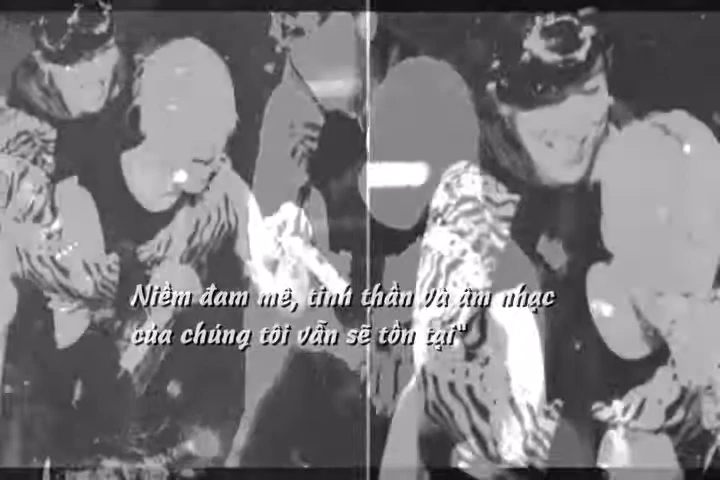 Niềm đam mê, tinh thần và âm nhạc
của chúng tôi vẫn sẽ tồn tại"